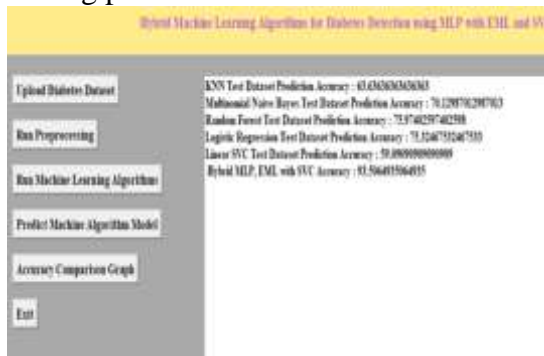 Hybrid Machine Learning Algorithms for Diabetes Detection using MLP with EML and SV
Upload Diabetes Dataset
Run Preprocessing
Run Machine Learning Algorithms
Predict Machine Algorithm Model
Accuracy Comparison Graph
Exit
KNN Test Dataset Prediction Accuracy : 63.63636363636363
Multinomial Naive Bayes Test Dataset Prediction Accuracy : 70.12987012987013
Random Forest Test Dataset Prediction Accuracy : 75.97402597402598
Logistic Regression Test Dataset Prediction Accuracy : 75.32467532467533
Linear SVC Test Dataset Prediction Accuracy : 59.09090909090909
Hybrid MLP, EML with SVC Accuracy : 93.5064935064935